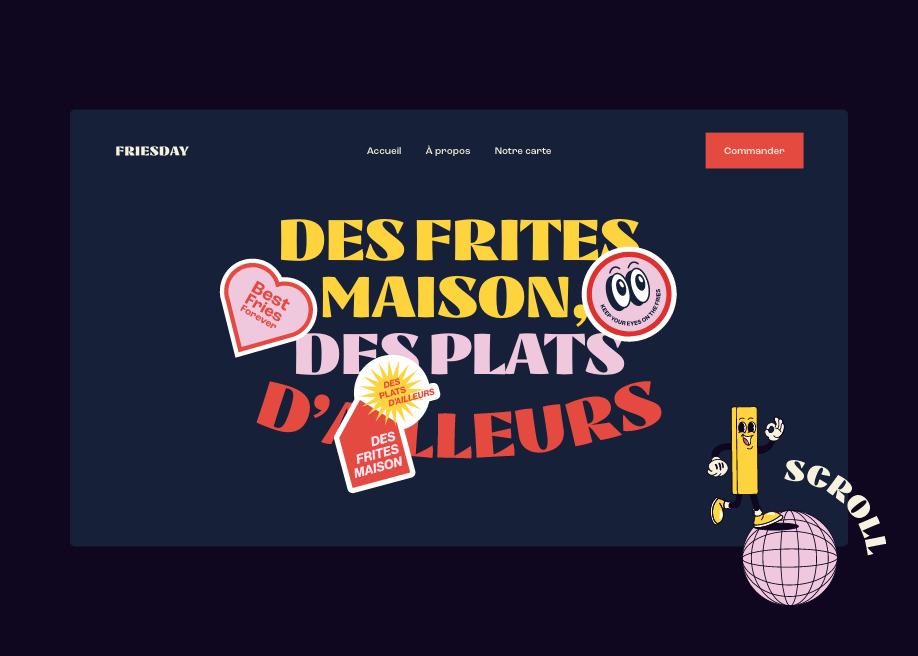 FRIESDAY
Accueil
À propos
Notre carte
Commander
DES FRITES
MAISON,
DES PLATS
D'AILLEURS
Best
Fries
Forever
KEEP YOUR EYES ON THE FRIES
DES
PLATS
D'AILLEURS
DES
FRITES
MAISON
SCROLL